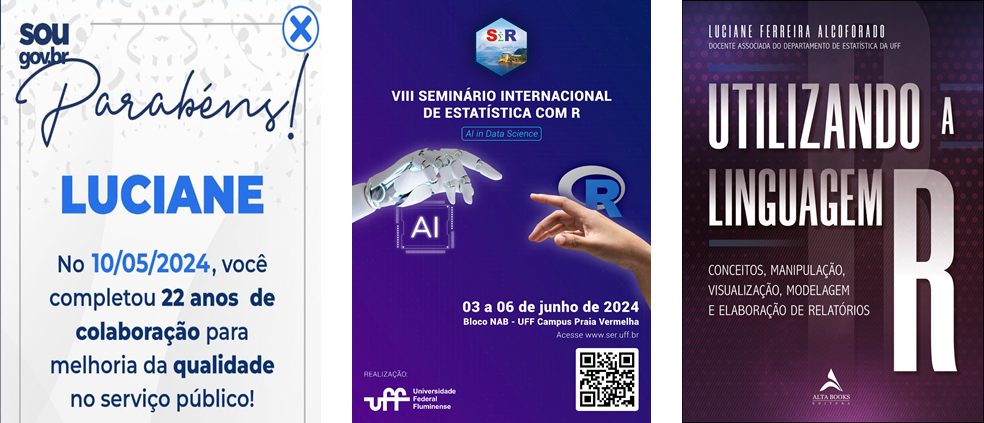 sou
gov.br
Parabéns!
X
LUCIANE
No 10/05/2024, você
completou 22 anos de
colaboração para
melhoria da qualidade
no serviço público!
SER
VIII SEMINÁRIO INTERNACIONAL
DE ESTATÍSTICA COM R
AI in Data Science
R
AI
03 a 06 de junho de 2024
Bloco NAB - UFF Campus Praia Vermelha
Acesse www.ser.uff.br
REALIZAÇÃO:
uff
Universidade
Federal
Fluminense
LUCIANE FERREIRA ALCOFORADO
DOCENTE ASSOCIADA DO DEPARTAMENTO DE ESTATÍSTICA DA UFF
UTILIZANDO A
LINGUAGEM
R
CONCEITOS, MANIPULAÇÃO,
VISUALIZAÇÃO, MODELAGEM
E ELABORAÇÃO DE RELATÓRIOS
ALTA BOOKS
EDITORA